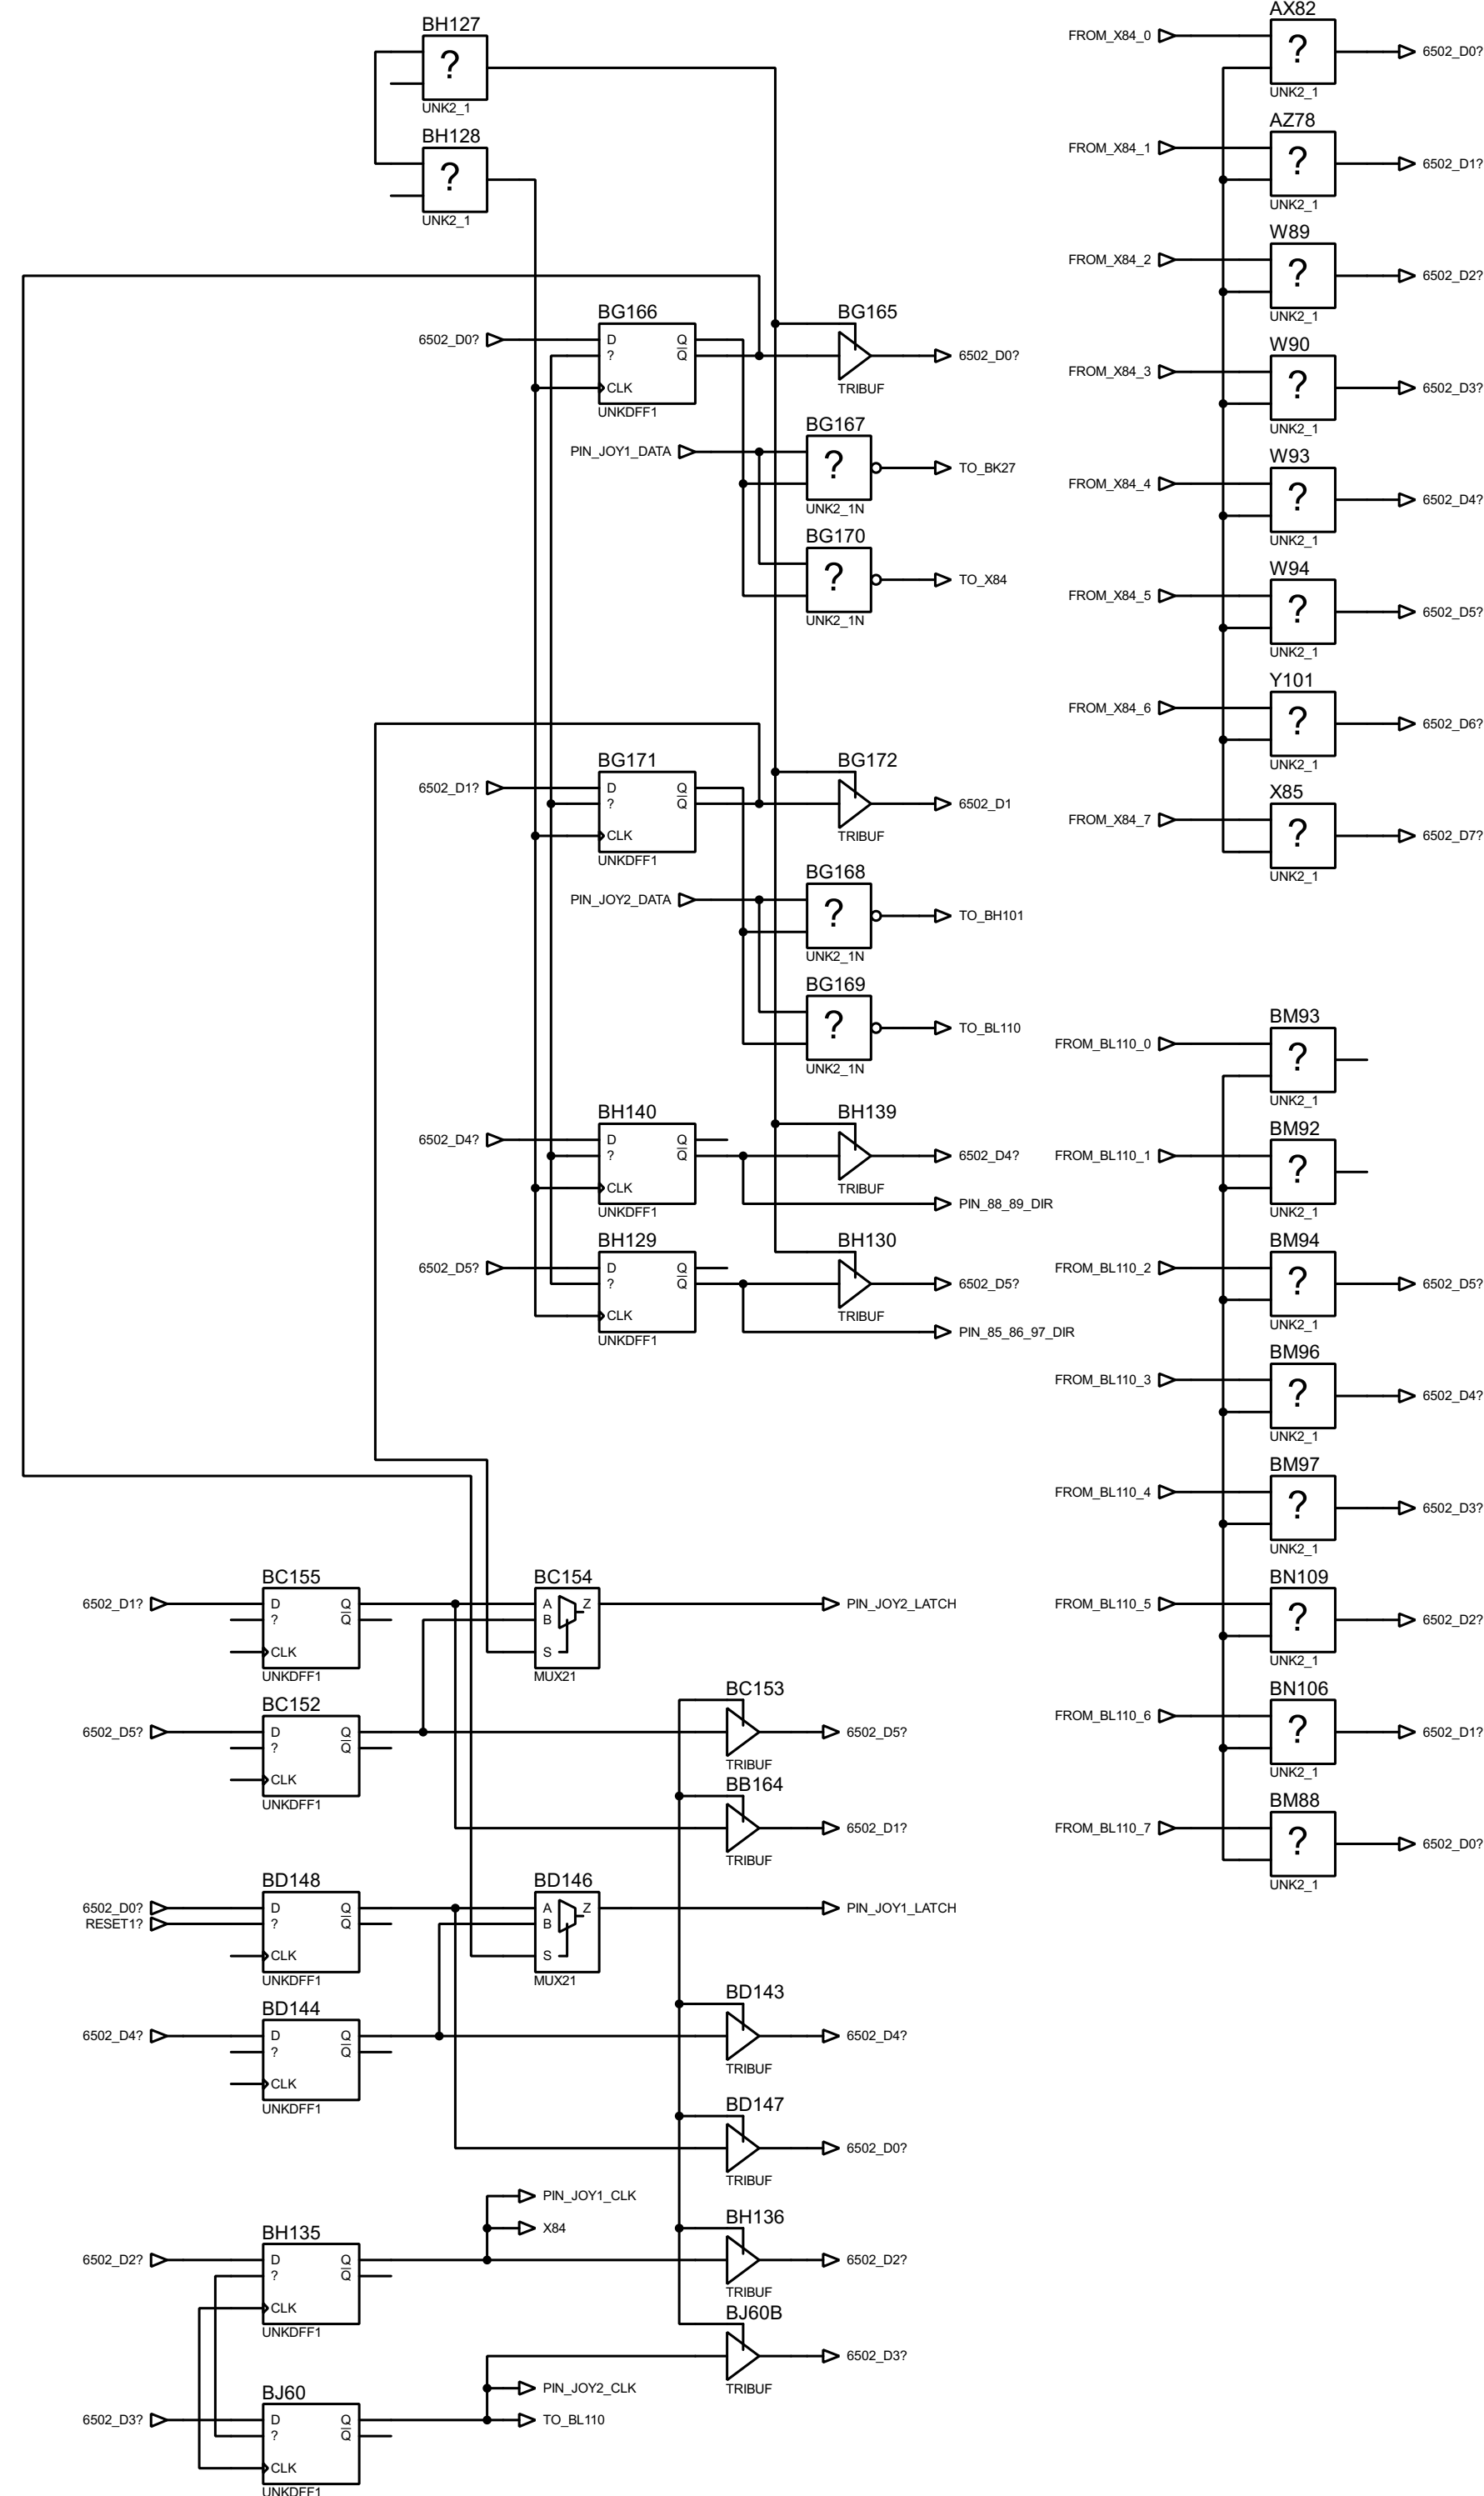 BH127
?
UNK2_1
BH128
?
UNK2_1
BG166
6502_D0?
D
?
CLK
Q
Q
UNKDFF1
BG165
TRIBUF
6502_D0?
PIN_JOY1_DATA
BG167
?
UNK2_1N
TO_BK27
BG170
?
UNK2_1N
TO_X84
BG171
6502_D1?
D
?
CLK
Q
Q
UNKDFF1
BG172
TRIBUF
6502_D1
PIN_JOY2_DATA
BG168
?
UNK2_1N
TO_BH101
BG169
?
UNK2_1N
TO_BL110
BH140
6502_D4?
D
?
CLK
Q
Q
UNKDFF1
BH139
TRIBUF
6502_D4?
PIN_88_89_DIR
BH129
6502_D5?
D
?
CLK
Q
Q
UNKDFF1
BH130
TRIBUF
6502_D5?
PIN_85_86_97_DIR
BC155
6502_D1?
D
?
CLK
Q
Q
UNKDFF1
BC154
A
B
S
Z
MUX21
PIN_JOY2_LATCH
BC152
6502_D5?
D
?
CLK
Q
Q
UNKDFF1
BC153
TRIBUF
6502_D5?
BB164
TRIBUF
6502_D1?
BD148
6502_D0?
RESET1?
D
?
CLK
Q
Q
UNKDFF1
BD146
A
B
S
Z
MUX21
PIN_JOY1_LATCH
BD144
6502_D4?
D
?
CLK
Q
Q
UNKDFF1
BD143
TRIBUF
6502_D4?
BD147
TRIBUF
6502_D0?
PIN_JOY1_CLK
X84
BH135
6502_D2?
D
?
CLK
Q
Q
UNKDFF1
BH136
TRIBUF
6502_D2?
BJ60B
TRIBUF
6502_D3?
PIN_JOY2_CLK
TO_BL110
BJ60
6502_D3?
D
?
CLK
Q
Q
UNKDFF1
AX82
FROM_X84_0
?
6502_D0?
UNK2_1
AZ78
FROM_X84_1
?
6502_D1?
UNK2_1
W89
FROM_X84_2
?
6502_D2?
UNK2_1
W90
FROM_X84_3
?
6502_D3?
UNK2_1
W93
FROM_X84_4
?
6502_D4?
UNK2_1
W94
FROM_X84_5
?
6502_D5?
UNK2_1
Y101
FROM_X84_6
?
6502_D6?
UNK2_1
X85
FROM_X84_7
?
6502_D7?
UNK2_1
BM93
FROM_BL110_0
?
UNK2_1
BM92
FROM_BL110_1
?
UNK2_1
BM94
FROM_BL110_2
?
6502_D5?
UNK2_1
BM96
FROM_BL110_3
?
6502_D4?
UNK2_1
BM97
FROM_BL110_4
?
6502_D3?
UNK2_1
BN109
FROM_BL110_5
?
6502_D2?
UNK2_1
BN106
FROM_BL110_6
?
6502_D1?
UNK2_1
BM88
FROM_BL110_7
?
6502_D0?
UNK2_1